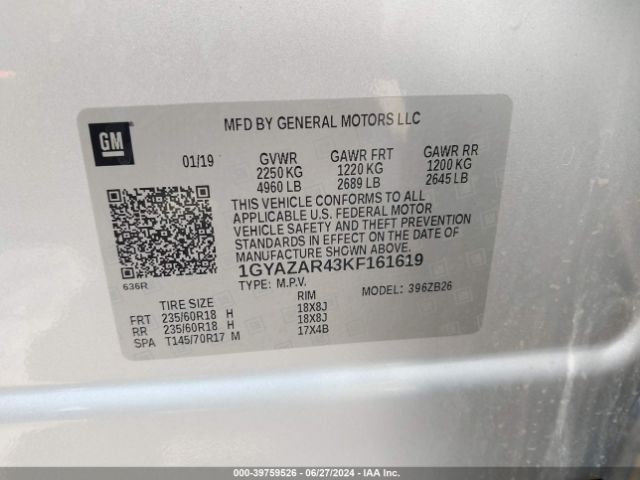 GM
MFD BY GENERAL MOTORS LLC
01/19 GVWR GAWR FRT GAWR RR
2250 KG 1220 KG 1200 KG
4960 LB 2689 LB 2645 LB
THIS VEHICLE CONFORMS TO ALL
APPLICABLE U.S. FEDERAL MOTOR
VEHICLE SAFETY AND THEFT PREVENTION
STANDARDS IN EFFECT ON THE DATE OF
MANUFACTURE SHOWN ABOVE.
1GYAZAR43KF161619
636R
TYPE: M.P.V. MODEL: 396ZB26
TIRE SIZE RIM
FRT 235/60R18 H 18X8J
RR 235/60R18 H 18X8J
SPA T145/70R17 M 17X4B
000-39759526 - 06/27/2024 - IAAI.COM